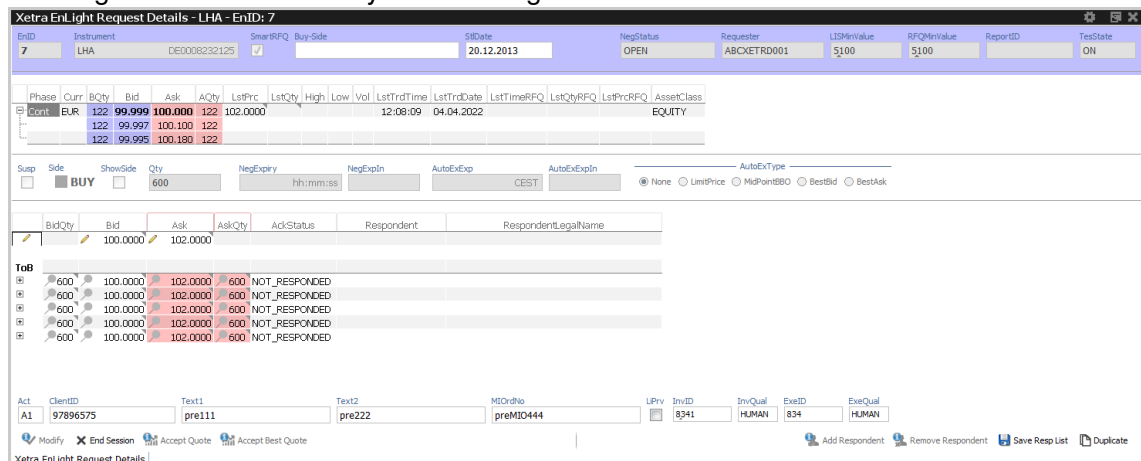 Xetra EnLight Request Details - LHA - EnID: 7
EnID Instrument SmartRFQ Buy-Side StlDate NegStatus Requester LISMinValue RFQMinValue ReportID TesState
7 LHA DE0008232125 20.12.2013 OPEN ABCXETRD001 5100 5100 ON
Phase Curr BQty Bid Ask AQty LstPrc LstQty High Low Vol LstTrdTime LstTrdDate LstTimeRFQ LstQtyRFQ LstPrcRFQ AssetClass
Cont EUR 122 99.999 100.000 122 102.0000 12:08:09 04.04.2022 EQUITY
122 99.997 100.100 122
122 99.995 100.180 122
Susp Side ShowSide Qty NegExpiry NegExpIn AutoExExp AutoExExpIn AutoExType
BUY 600 hh:mm:ss CEST None LimitPrice MidPointBBO BestBid BestAsk
BidQty Bid Ask AskQty AckStatus Respondent RespondentLegalName
100.0000 102.0000
ToB
600 100.0000 102.0000 600 NOT_RESPONDED
600 100.0000 102.0000 600 NOT_RESPONDED
600 100.0000 102.0000 600 NOT_RESPONDED
600 100.0000 102.0000 600 NOT_RESPONDED
600 100.0000 102.0000 600 NOT_RESPONDED
Act ClientID Text1 Text2 MIOrdNo LiPrv InvID InvQual ExeID ExeQual
A1 97896575 pre111 pre222 preMIO444 8341 HUMAN 834 HUMAN
Modify End Session Accept Quote Accept Best Quote Add Respondent Remove Respondent Save Resp List Duplicate
Xetra EnLight Request Details